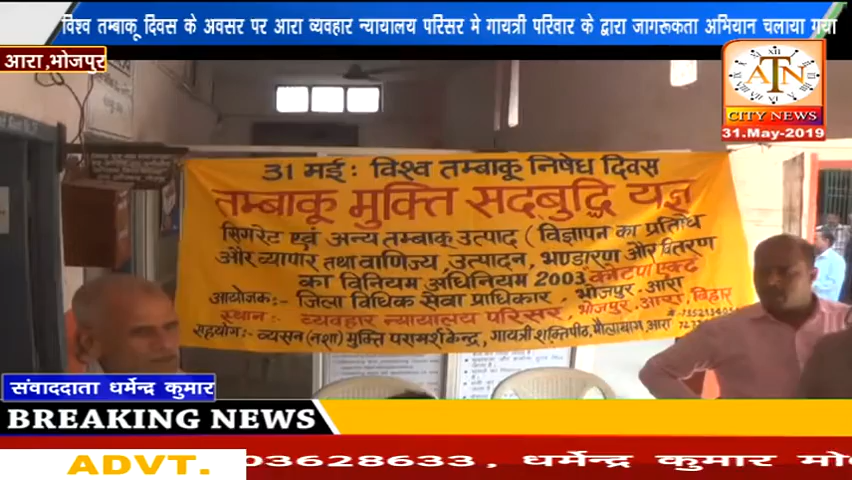 विश्व तम्बाकू दिवस के अवसर पर आरा व्यवहार न्यायालय परिसर मे गायत्री परिवार के द्वारा जागरूकता अभियान चलाया गया
आरा,भोजपुर
ATN
CITY NEWS
31.May-2019
31 मई : विश्व तम्बाकू निषेध दिवस
तम्बाकू मुक्ति सद्बुद्धि यज्ञ
सिगरेट एवं अन्य तम्बाकू उत्पाद (विज्ञापन का प्रतिषेध
और व्यापार तथा वाणिज्य, उत्पादन, भण्डारण और वितरण
का विनियम अधिनियम 2003 कोटपा एक्ट
आयोजक:- जिला विधिक सेवा प्राधिकार, भोजपुर, आरा
स्थान:- व्यवहार न्यायालय परिसर, भोजपुर, आरा, बिहार
सहयोग:- व्यसन (नशा) मुक्ति परामर्श केन्द्र, गायत्री शक्तिपीठ, मौलाबाग, आरा
संवाददाता धर्मेन्द्र कुमार
BREAKING NEWS
ADVT. 03628633, धर्मेन्द्र कुमार